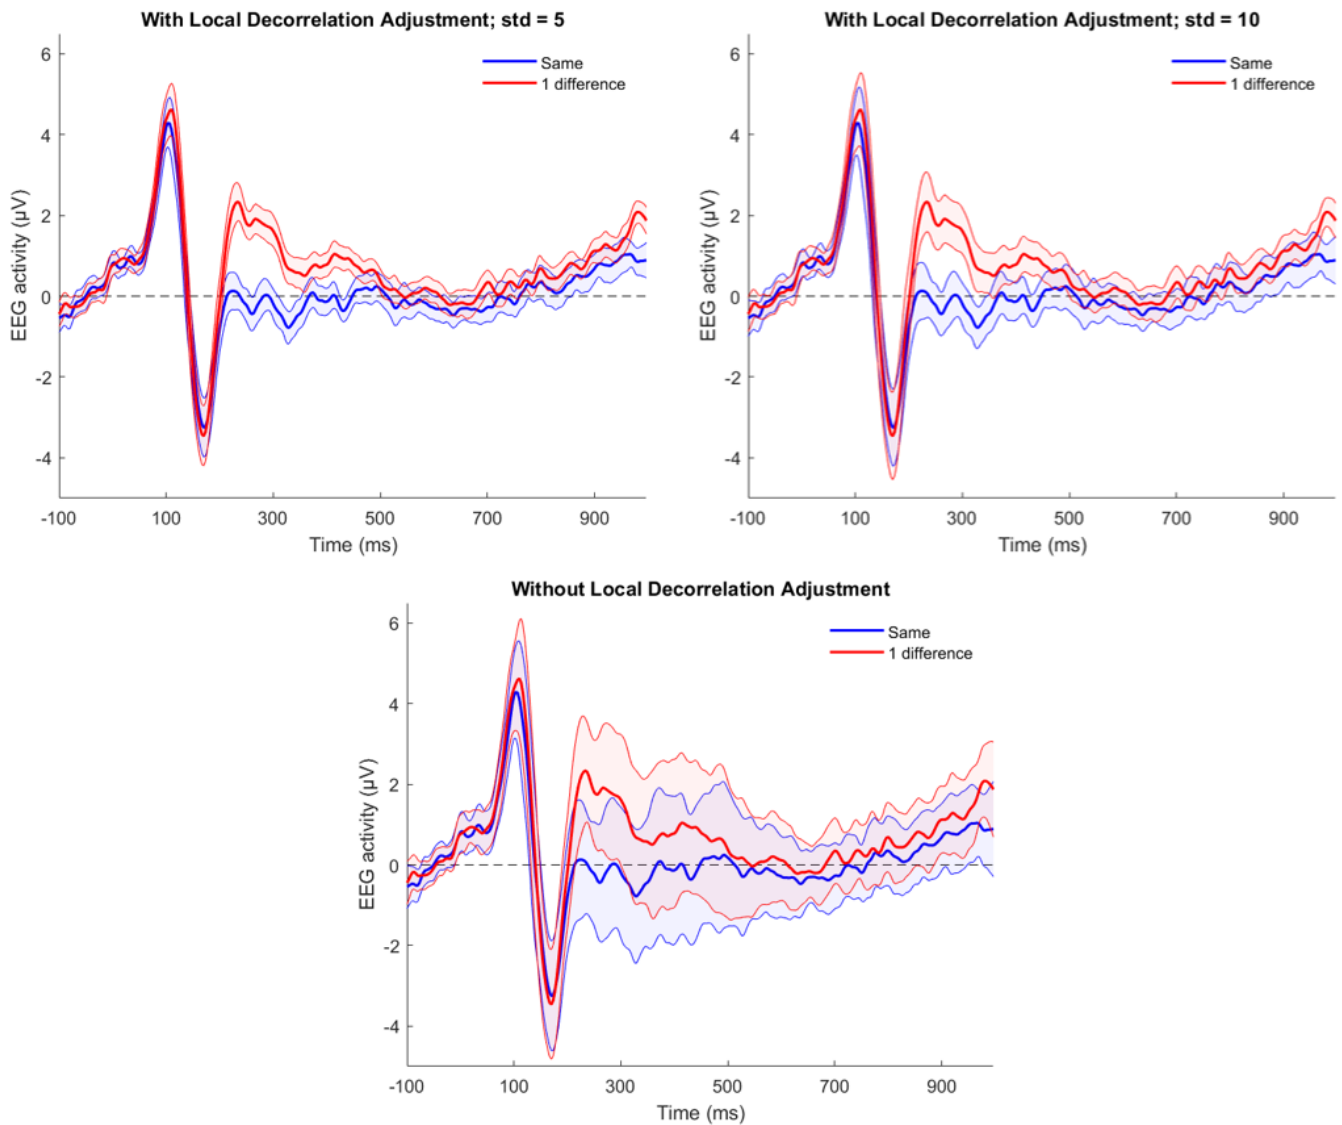 With Local Decorrelation Adjustment; std = 5
6
4
2
0
-2
-4
EEG activity (μV)
Same
1 difference
-100
100
300
500
700
900
Time (ms)
With Local Decorrelation Adjustment; std = 10
6
4
2
0
-2
-4
EEG activity (μV)
Same
1 difference
-100
100
300
500
700
900
Time (ms)
Without Local Decorrelation Adjustment
6
4
2
0
-2
-4
EEG activity (μV)
Same
1 difference
-100
100
300
500
700
900
Time (ms)